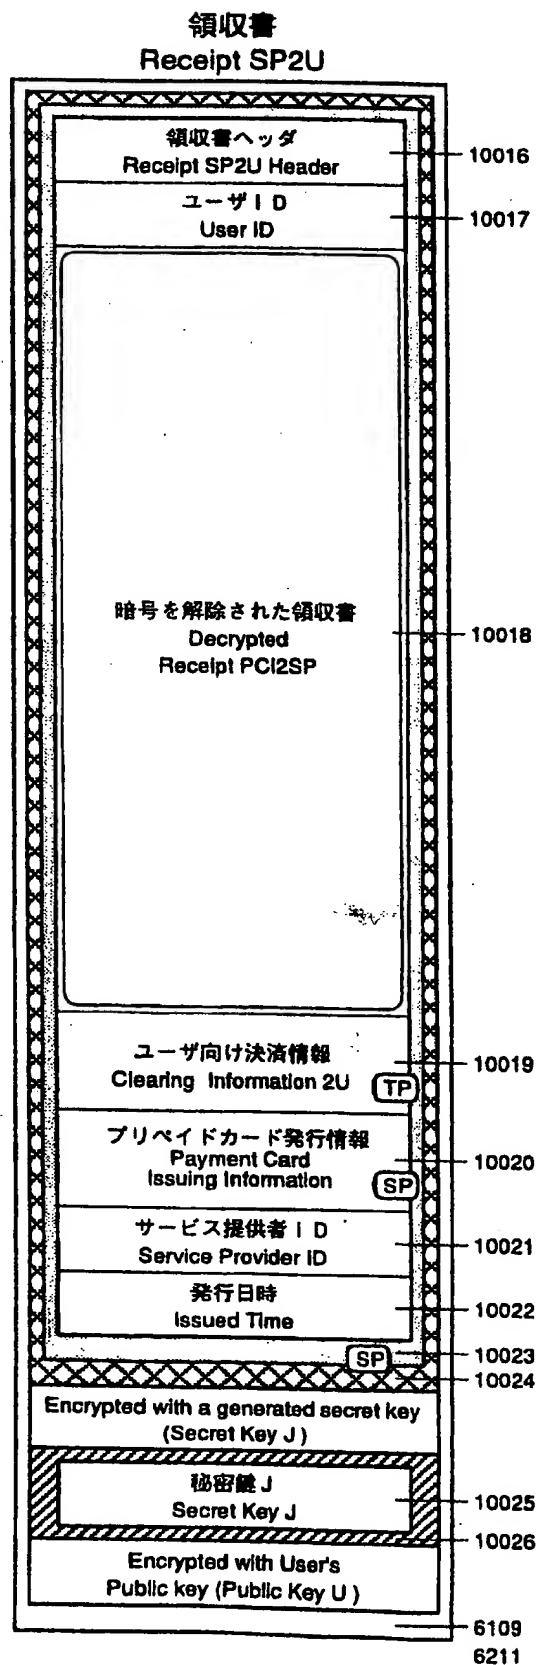 領収書
Receipt SP2U
領収書ヘッダ
Receipt SP2U Header
10016
ユーザID
User ID
10017
暗号を解除された領収書
Decrypted
Receipt PCI2SP
10018
ユーザ向け決済情報
Clearing Information 2U
TP
10019
プリペイドカード発行情報
Payment Card
Issuing Information
SP
10020
サービス提供者ID
Service Provider ID
10021
発行日時
Issued Time
10022
SP
10023
10024
Encrypted with a generated secret key
(Secret Key J)
秘密鍵J
Secret Key J
10025
10026
Encrypted with User's
Public key (Public Key U)
6109
6211